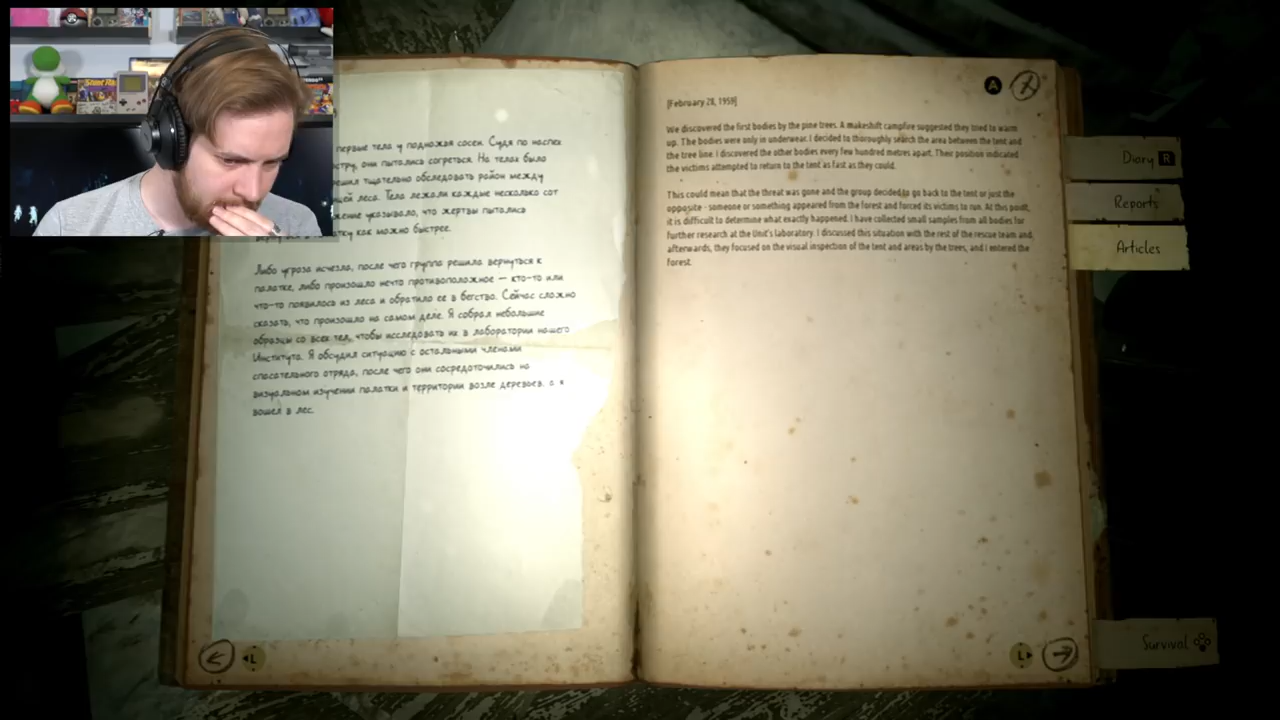 первые тела у подножия сосен. Судя по наспех
стру, они пытались согреться. На телах было
ешил тщательно обследовать район между
цей леса. Тела лежали каждые несколько сот
жение указывало, что жертвы пытались
тку как можно быстрее.
Либо угроза исчезла, после чего группа решила вернуться к
палатке, либо произошло нечто противоположное — кто-то или
что-то появилось из леса и обратило ее в бегство. Сейчас сложно
сказать, что произошло на самом деле. Я собрал небольшие
образцы со всех тел, чтобы исследовать их в лаборатории нашего
Института. Я обсудил ситуацию с остальными членами
спасательного отряда, после чего они сосредоточились на
визуальном изучении палатки и территории возле деревьев, а я
вошел в лес.
L
[February 28, 1959]
We discovered the first bodies by the pine trees. A makeshift campfire suggested they tried to warm
up. The bodies were only in underwear. I decided to thoroughly search the area between the tent and
the tree line. I discovered the other bodies every few hundred metres apart. Their position indicated
the victims attempted to return to the tent as fast as they could.
This could mean that the threat was gone and the group decided to go back to the tent or just the
opposite - someone or something appeared from the forest and forced its victims to run. At this point,
it is difficult to determine what exactly happened. I have collected small samples from all bodies for
further research at the Unit's laboratory. I discussed this situation with the rest of the rescue team and,
afterwards, they focused on the visual inspection of the tent and areas by the trees, and I entered the
forest.
A
L
Diary R
Reports
Articles
Survival